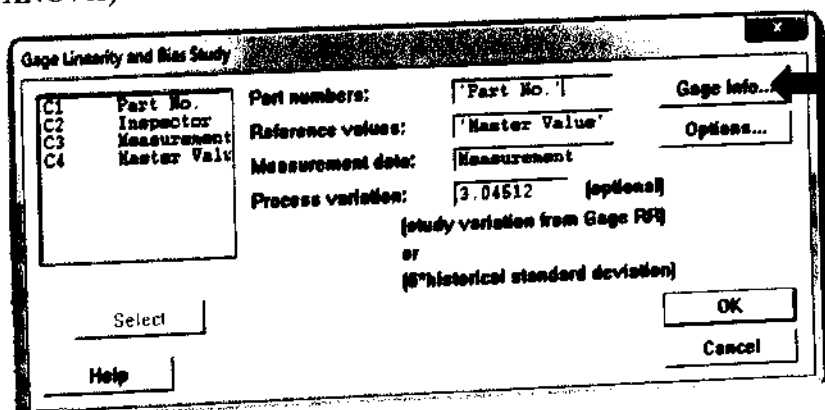 Gage Linearity and Bias Study
x
C1 Part No.
C2 Inspector
C3 Measurement
C4 Master Valu
Part numbers: 'Part No.'
Reference values: 'Master Value'
Measurement data: Measurement
Process variation: 3.04512 (optional)
(study variation from Gage RR)
or
(6*historical standard deviation)
Gage Info...
Options...
Select
OK
Help
Cancel